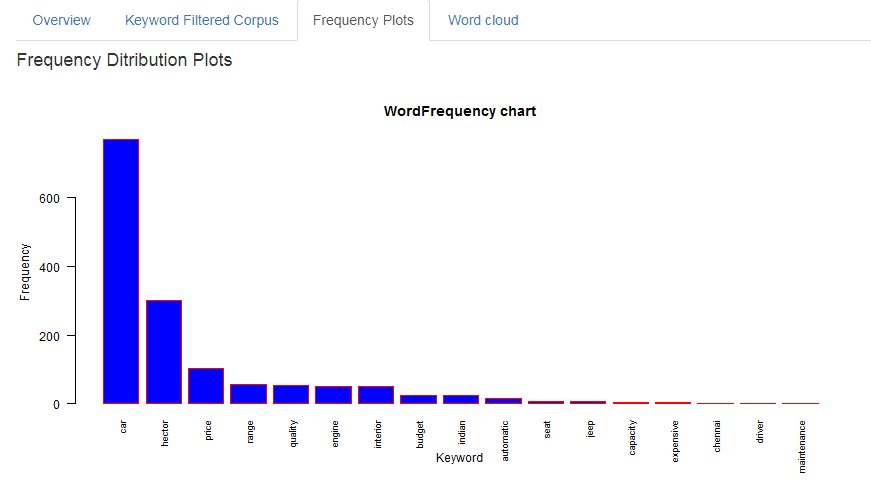 Overview Keyword Filtered Corpus Frequency Plots Word cloud
Frequency Ditribution Plots
WordFrequency chart
Frequency
600
400
200
0
car hector price range quality engine interior budget indian automatic seat jeep capacity expensive chennai driver maintenance
Keyword